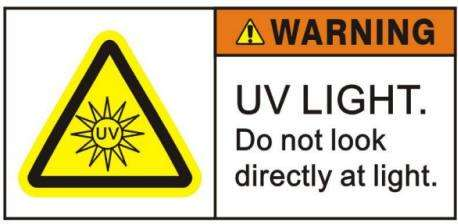 UV
WARNING
UV LIGHT.
Do not look
directly at light.